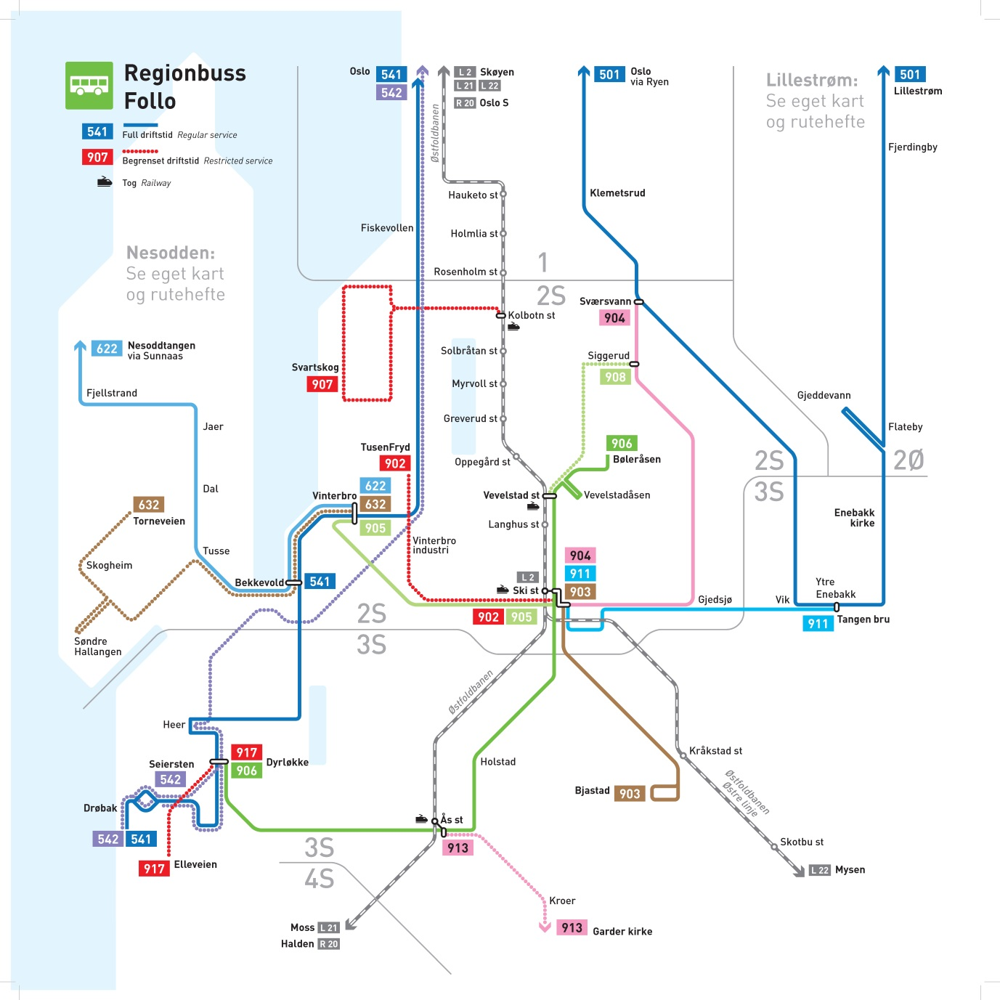 Regionbuss
Follo
541
Full driftstid Regular service
907
Begrenset driftstid Restricted service
Tog Railway
Nesodden:
Se eget kart
og rutehefte
Oslo
541
542
L 2
Skøyen
L 21
L 22
R 20
Oslo S
Østfoldbanen
501
Oslo
via Ryen
Lillestrøm:
Se eget kart
og rutehefte
501
Lillestrøm
Fjerdingby
Klemetsrud
Hauketo st
Fiskevollen
Holmlia st
Rosenholm st
1
2S
Sværsvann
904
Kolbotn st
622
Nesoddtangen
via Sunnaas
Solbråtan st
Siggerud
908
Svartskog
907
Myrvoll st
Fjellstrand
Gjeddevann
Greverud st
Jaer
Flateby
TusenFryd
902
906
Bøleråsen
Oppegård st
2S
3S
2Ø
622
Vinterbro
632
905
Dal
Vevelstad st
Vevelstadåsen
632
Torneveien
Langhus st
Enebakk
kirke
Vinterbro
industri
Tusse
Skogheim
904
911
903
L 2
Ski st
Bekkevold
541
Ytre
Enebakk
Gjedsjø
Vik
902
905
911
Tangen bru
2S
3S
Søndre
Hallangen
Østfoldbanen
Heer
917
906
Dyrløkke
Seiersten
542
Holstad
Kråkstad st
Østfoldbanen
Østre linje
Bjastad
903
Drøbak
542
541
Ås st
913
917
Elleveien
3S
4S
Skotbu st
L 22
Mysen
Kroer
913
Garder kirke
Moss
L 21
Halden
R 20